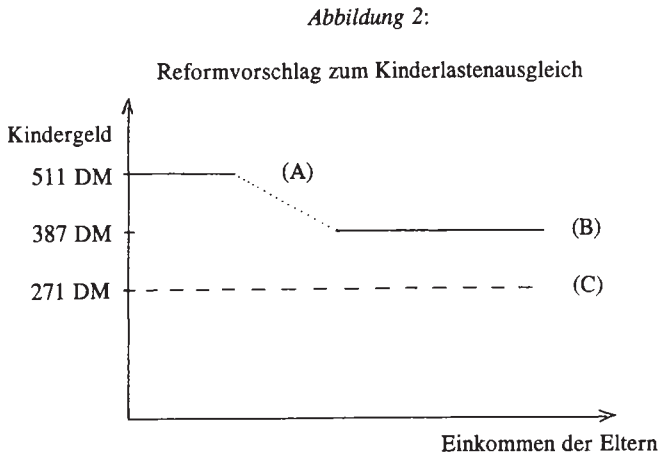 Abbildung 2:
Reformvorschlag zum Kinderlastenausgleich
Kindergeld
511 DM
(A)
387 DM
(B)
271 DM
(C)
Einkommen der Eltern